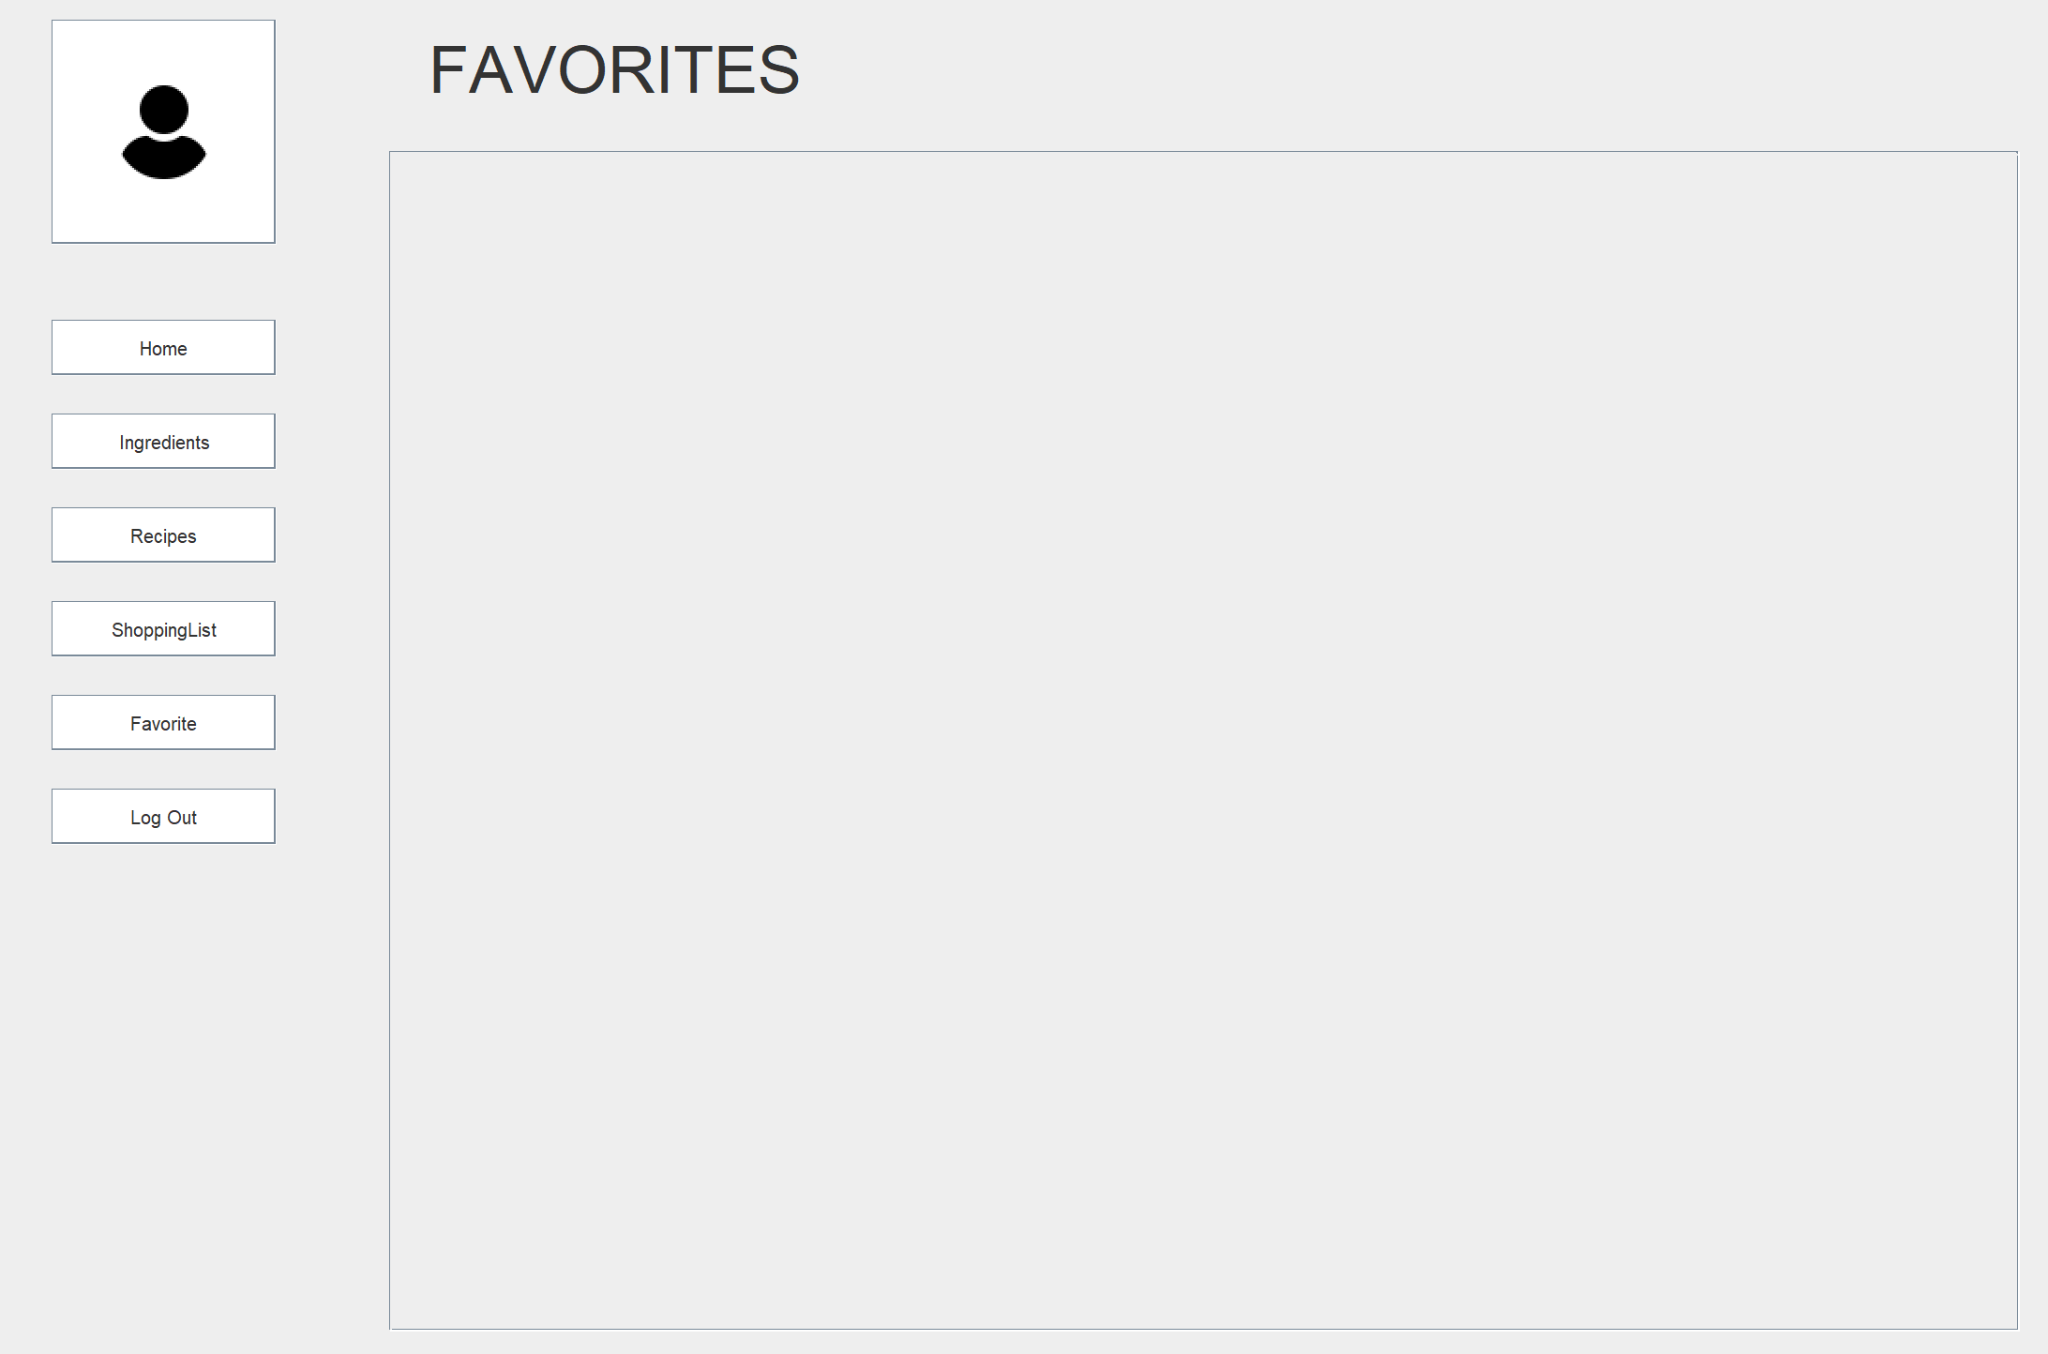 FAVORITES
Home
Ingredients
Recipes
ShoppingList
Favorite
Log Out